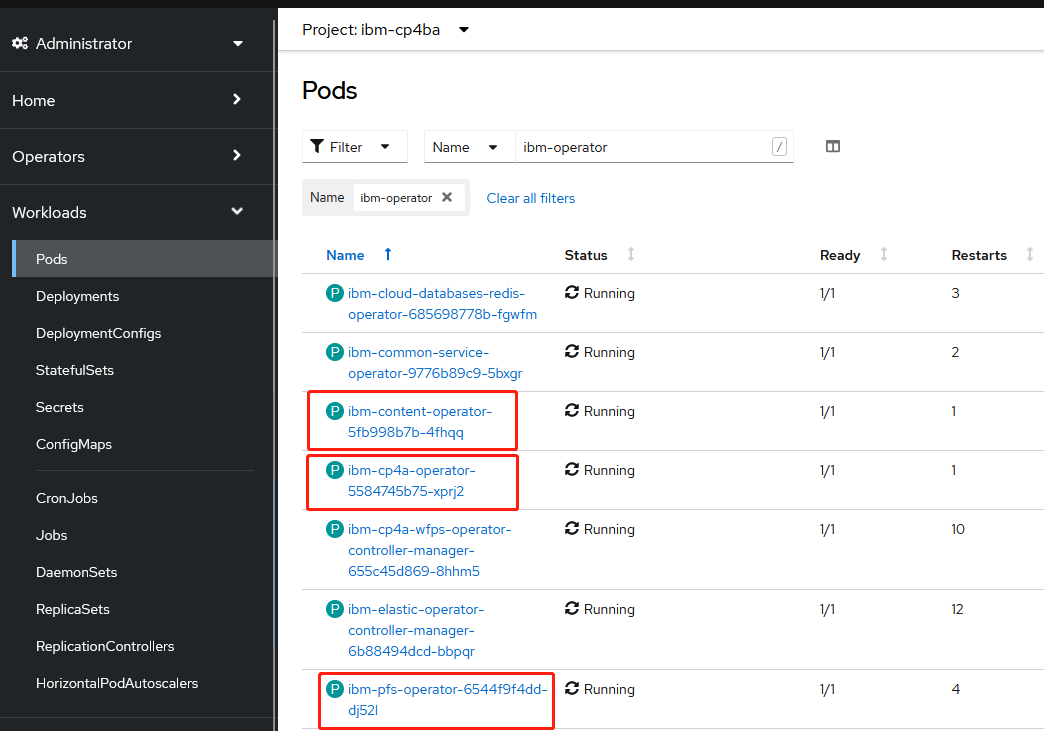 Administrator
Home
Operators
Workloads
Pods
Deployments
DeploymentConfigs
StatefulSets
Secrets
ConfigMaps
CronJobs
Jobs
DaemonSets
ReplicaSets
ReplicationControllers
HorizontalPodAutoscalers
Project: ibm-cp4ba
Pods
Filter Name ibm-operator /
Name ibm-operator Clear all filters
Name Status Ready Restarts
P ibm-cloud-databases-redis- Running 1/1 3
operator-685698778b-fgwfm
P ibm-common-service- Running 1/1 2
operator-9776b89c9-5bxgr
P ibm-content-operator- Running 1/1 1
5fb998b7b-4fhqq
P ibm-cp4a-operator- Running 1/1 1
5584745b75-xprj2
P ibm-cp4a-wfps-operator- Running 1/1 10
controller-manager-
655c45d869-8hhm5
P ibm-elastic-operator- Running 1/1 12
controller-manager-
6b88494dcd-bbpqr
P ibm-pfs-operator-6544f9f4dd- Running 1/1 4
dj52l